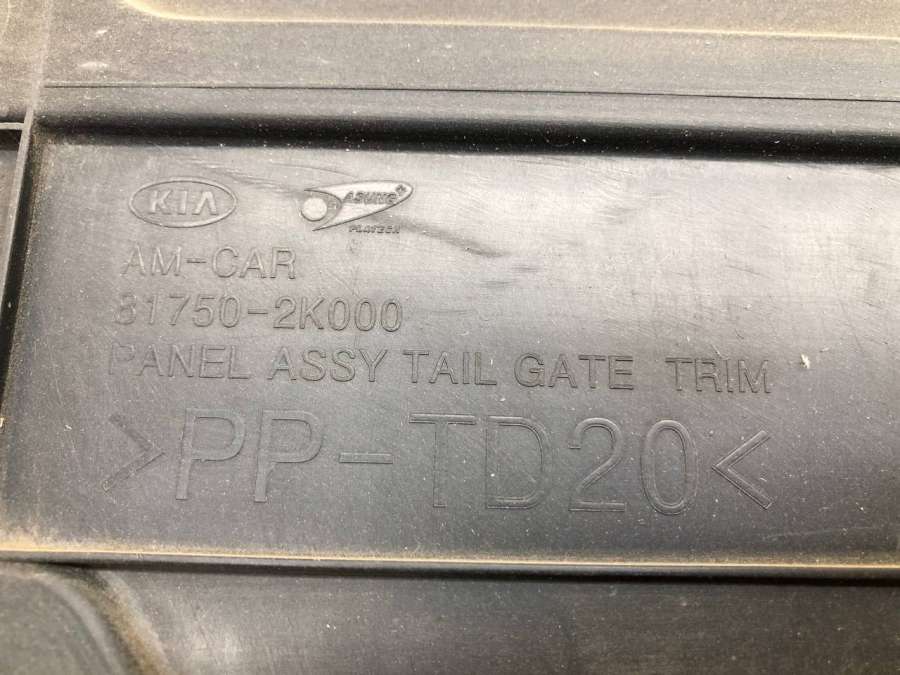 KIA ASUNG+
PLATECH
AM-CAR
81750-2K000
PANEL ASSY TAIL GATE TRIM
>PP-TD20<